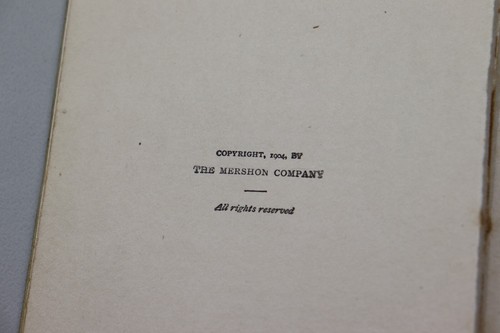 COPYRIGHT, 1904, BY
THE MERSHON COMPANY
All rights reserved